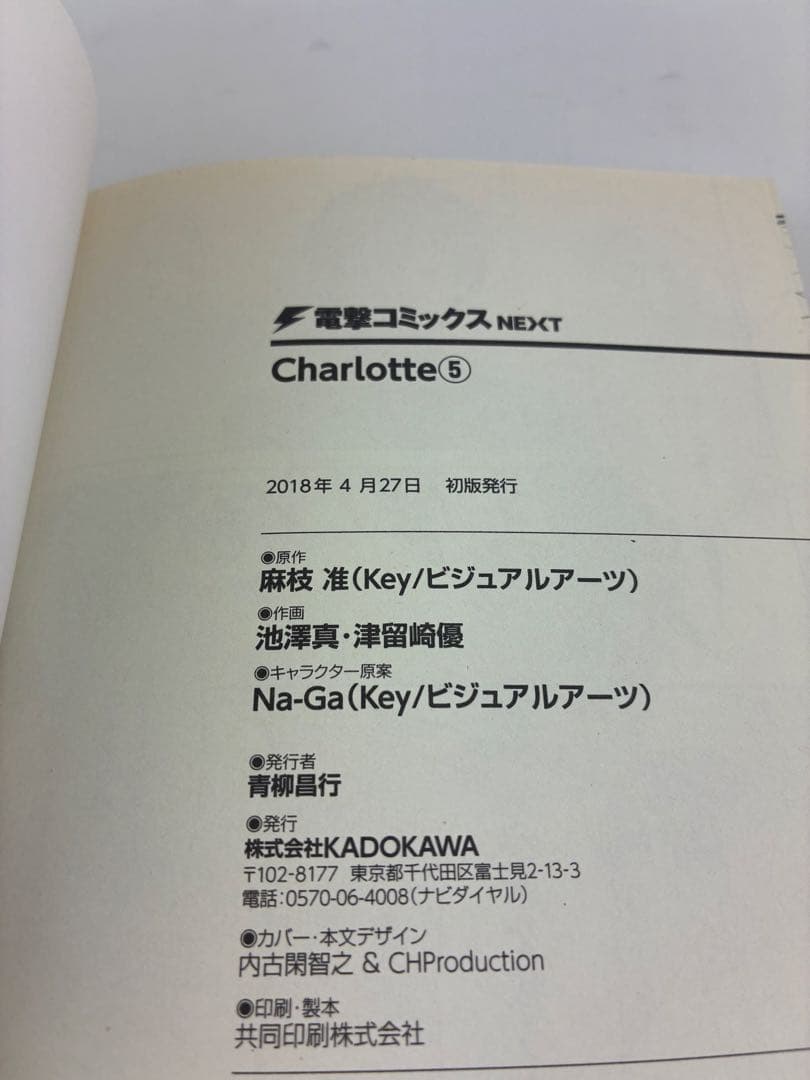 電撃コミックスNEXT
Charlotte⑤
2018年4月27日 初版発行
◉原作
麻枝 准(Key/ビジュアルアーツ)
◉作画
池澤真・津留崎優
◉キャラクター原案
Na-Ga(Key/ビジュアルアーツ)
◉発行者
青柳昌行
◉発行
株式会社KADOKAWA
〒102-8177 東京都千代田区富士見2-13-3
電話:0570-06-4008(ナビダイヤル)
◉カバー・本文デザイン
内古閑智之 & CHProduction
◉印刷・製本
共同印刷株式会社